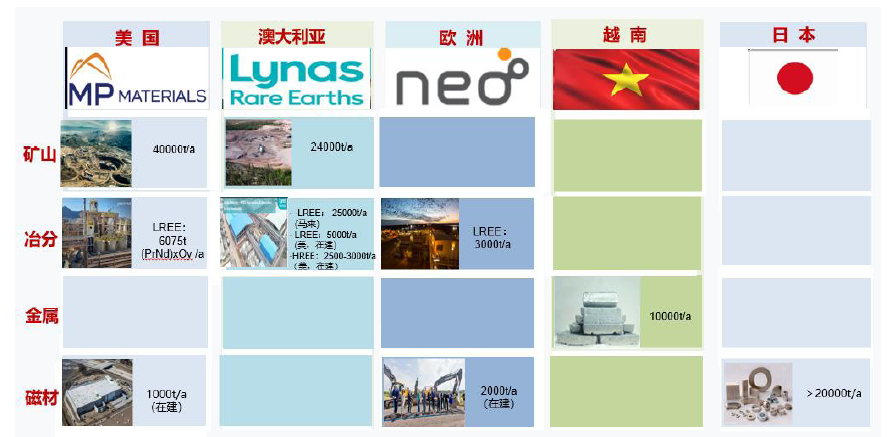 美 国
澳大利亚
欧 洲
越 南
日 本
MP MATERIALS
Lynas
Rare Earths
neo
矿山
40000t/a
24000t/a
冶分
LREE：
6075t
(PrNd)xOy /a
-LREE：25000t/a
(马来)
-LREE：5000t/a
(美，在建)
-HREE：2500-3000t/a
(美，在建)
LREE：
3000t/a
金属
10000t/a
磁材
1000t/a
(在建)
2000t/a
(在建)
＞20000t/a